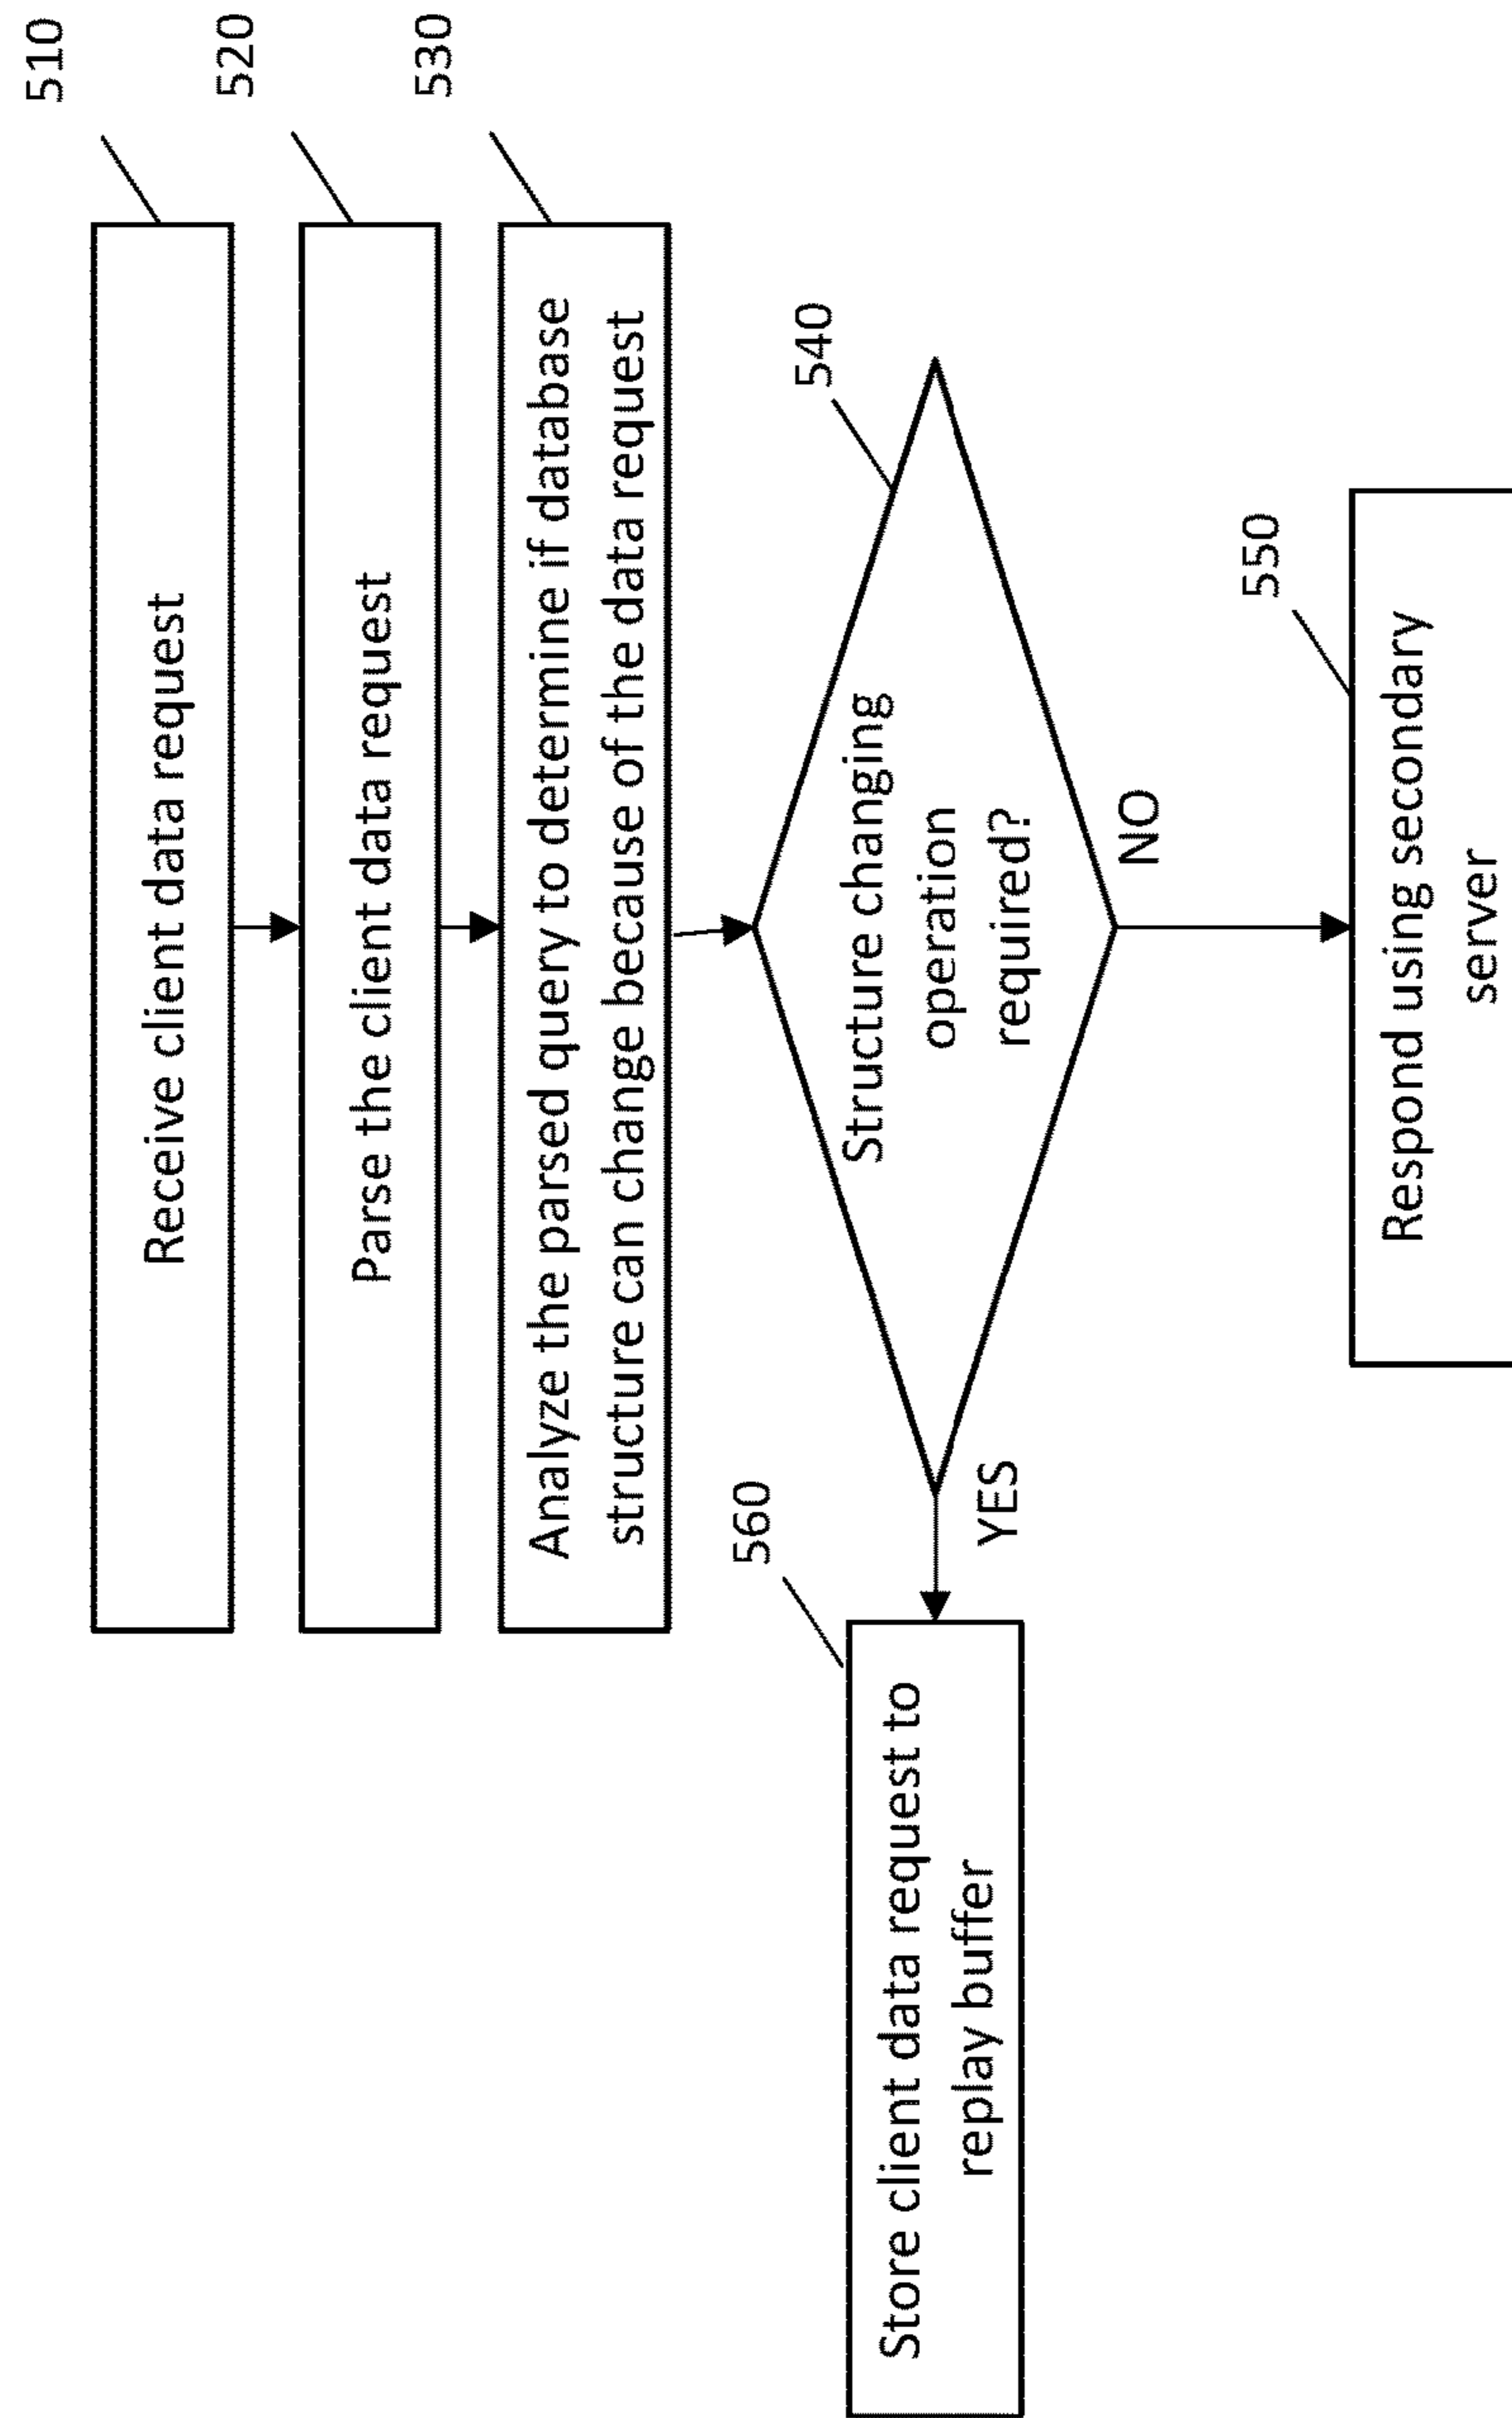 Receive client data request
510
Parse the client data request
520
Analyze the parsed query to determine if database
structure can change because of the data request
530
Structure changing
operation
required?
540
YES
NO
560
Store client data request to
replay buffer
550
Respond using secondary
server